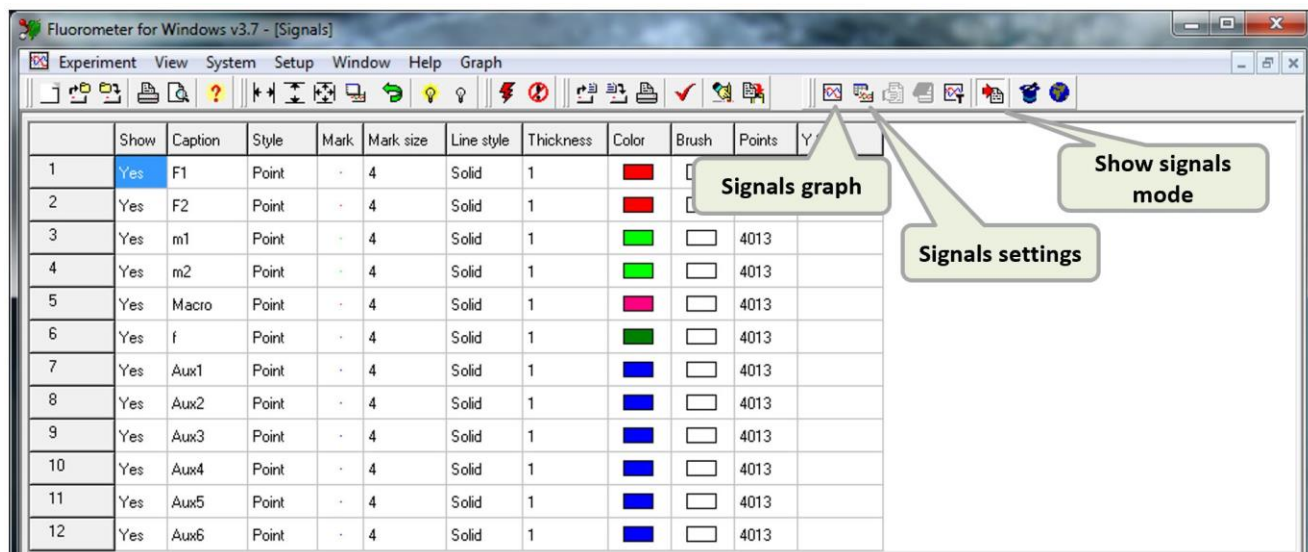 Fluorometer for Windows v3.7 - [Signals]
Experiment View System Setup Window Help Graph
Show Caption Style Mark Mark size Line style Thickness Color Brush Points Y
1 Yes F1 Point 4 Solid 1
2 Yes F2 Point 4 Solid 1
3 Yes m1 Point 4 Solid 1 4013
4 Yes m2 Point 4 Solid 1 4013
5 Yes Macro Point 4 Solid 1 4013
6 Yes f Point 4 Solid 1 4013
7 Yes Aux1 Point 4 Solid 1 4013
8 Yes Aux2 Point 4 Solid 1 4013
9 Yes Aux3 Point 4 Solid 1 4013
10 Yes Aux4 Point 4 Solid 1 4013
11 Yes Aux5 Point 4 Solid 1 4013
12 Yes Aux6 Point 4 Solid 1 4013
Signals graph
Signals settings
Show signals
mode